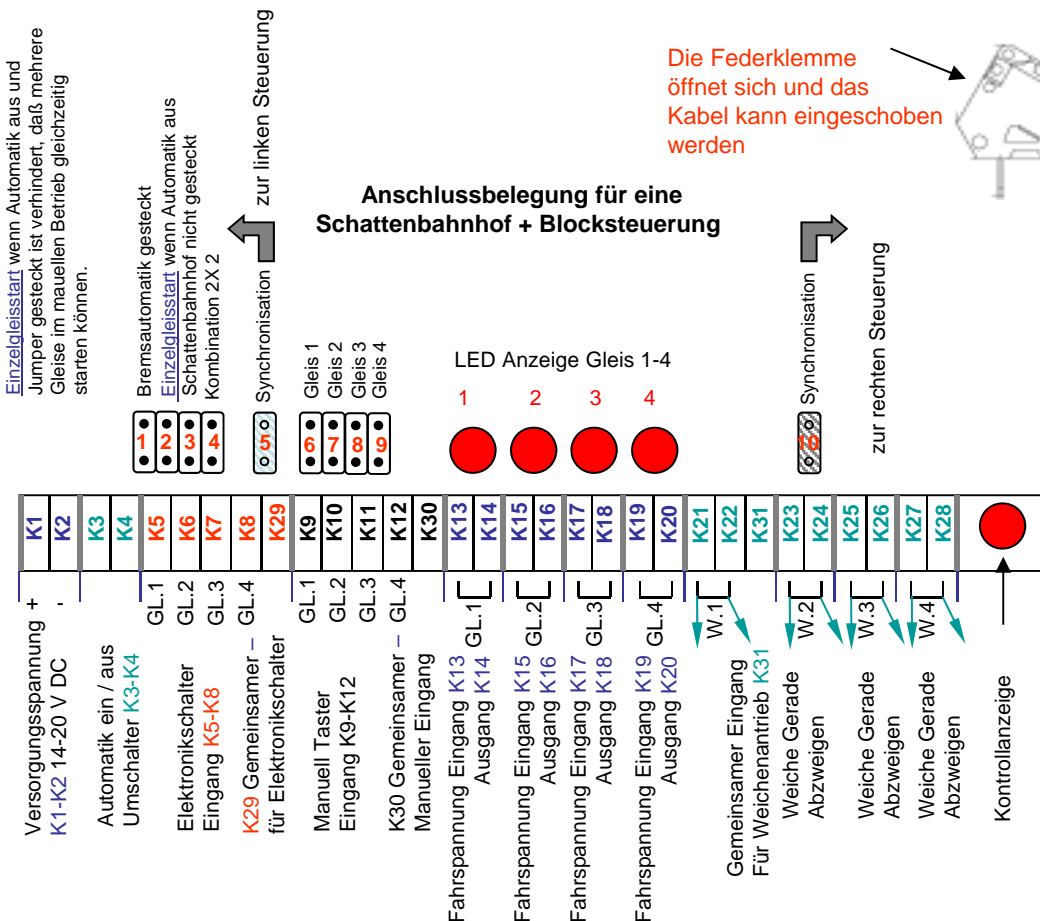 Einzelgleisstart wenn Automatik aus und
Jumper gesteckt ist verhindert, daß mehrere
Gleise im mauellen Betrieb gleichzeitig
starten können.
Bremsautomatik gesteckt
Einzelgleisstart wenn Automatik aus
Schattenbahnhof nicht gesteckt
Kombination 2X 2
zur linken Steuerung
Synchronisation
Die Federklemme
öffnet sich und das
Kabel kann eingeschoben
werden
Anschlussbelegung für eine
Schattenbahnhof + Blocksteuerung
Synchronisation
zur rechten Steuerung
Gleis 1
Gleis 2
Gleis 3
Gleis 4
LED Anzeige Gleis 1-4
1
2
3
4
1
2
3
4
5
6
7
8
9
10
K1
K2
K3
K4
K5
K6
K7
K8
K29
K9
K10
K11
K12
K30
K13
K14
K15
K16
K17
K18
K19
K20
K21
K22
K31
K23
K24
K25
K26
K27
K28
Versorgungsspannung +
K1-K2 14-20 V DC -
Automatik ein / aus
Umschalter K3-K4
GL.1
GL.2
GL.3
GL.4
Elektronikschalter
Eingang K5-K8
K29 Gemeinsamer –
für Elektronikschalter
GL.1
GL.2
GL.3
GL.4
Manuell Taster
Eingang K9-K12
K30 Gemeinsamer –
Manueller Eingang
GL.1
Fahrspannung Eingang K13
Ausgang K14
GL.2
Fahrspannung Eingang K15
Ausgang K16
GL.3
Fahrspannung Eingang K17
Ausgang K18
GL.4
Fahrspannung Eingang K19
Ausgang K20
W.1
Gemeinsamer Eingang
Für Weichenantrieb K31
W.2
Weiche Gerade
Abzweigen
W.3
Weiche Gerade
Abzweigen
W.4
Weiche Gerade
Abzweigen
Kontrollanzeige